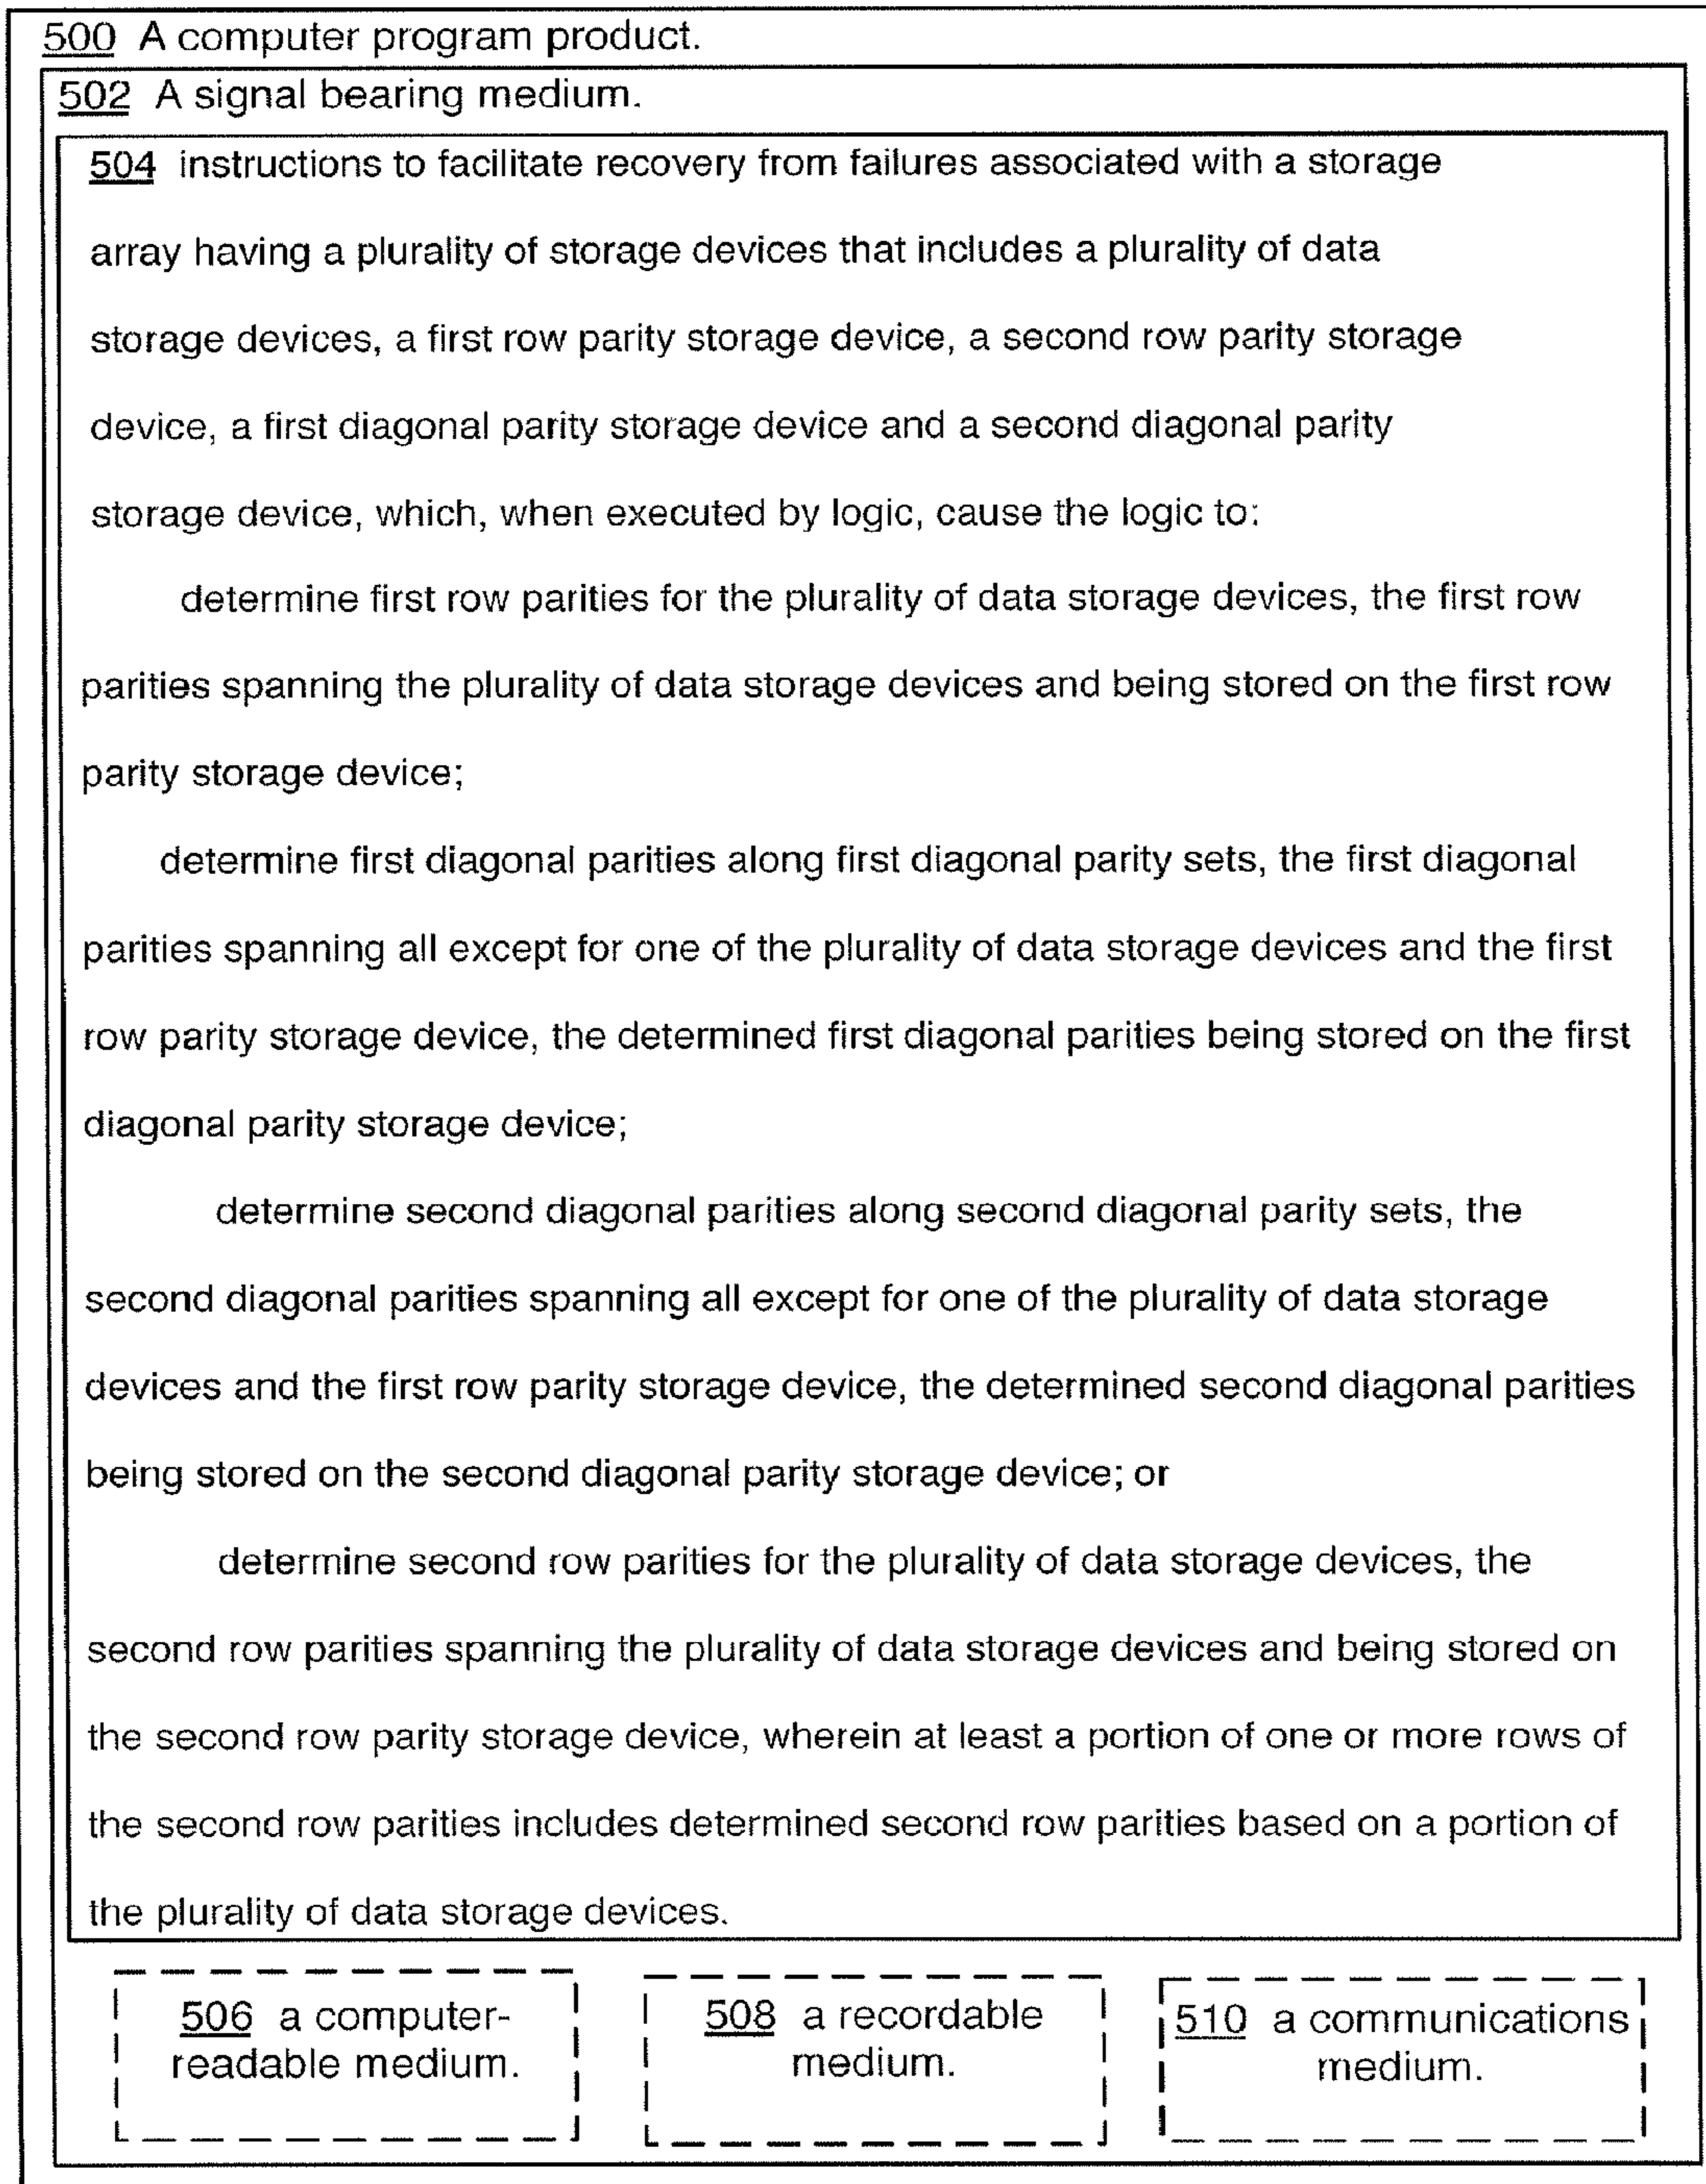 500 A computer program product.
502 A signal bearing medium.
504 instructions to facilitate recovery from failures associated with a storage
array having a plurality of storage devices that includes a plurality of data
storage devices, a first row parity storage device, a second row parity storage
device, a first diagonal parity storage device and a second diagonal parity
storage device, which, when executed by logic, cause the logic to:
determine first row parities for the plurality of data storage devices, the first row
parities spanning the plurality of data storage devices and being stored on the first row
parity storage device;
determine first diagonal parities along first diagonal parity sets, the first diagonal
parities spanning all except for one of the plurality of data storage devices and the first
row parity storage device, the determined first diagonal parities being stored on the first
diagonal parity storage device;
determine second diagonal parities along second diagonal parity sets, the
second diagonal parities spanning all except for one of the plurality of data storage
devices and the first row parity storage device, the determined second diagonal parities
being stored on the second diagonal parity storage device; or
determine second row parities for the plurality of data storage devices, the
second row parities spanning the plurality of data storage devices and being stored on
the second row parity storage device, wherein at least a portion of one or more rows of
the second row parities includes determined second row parities based on a portion of
the plurality of data storage devices.
506 a computer-
readable medium.
508 a recordable
medium.
510 a communications
medium.